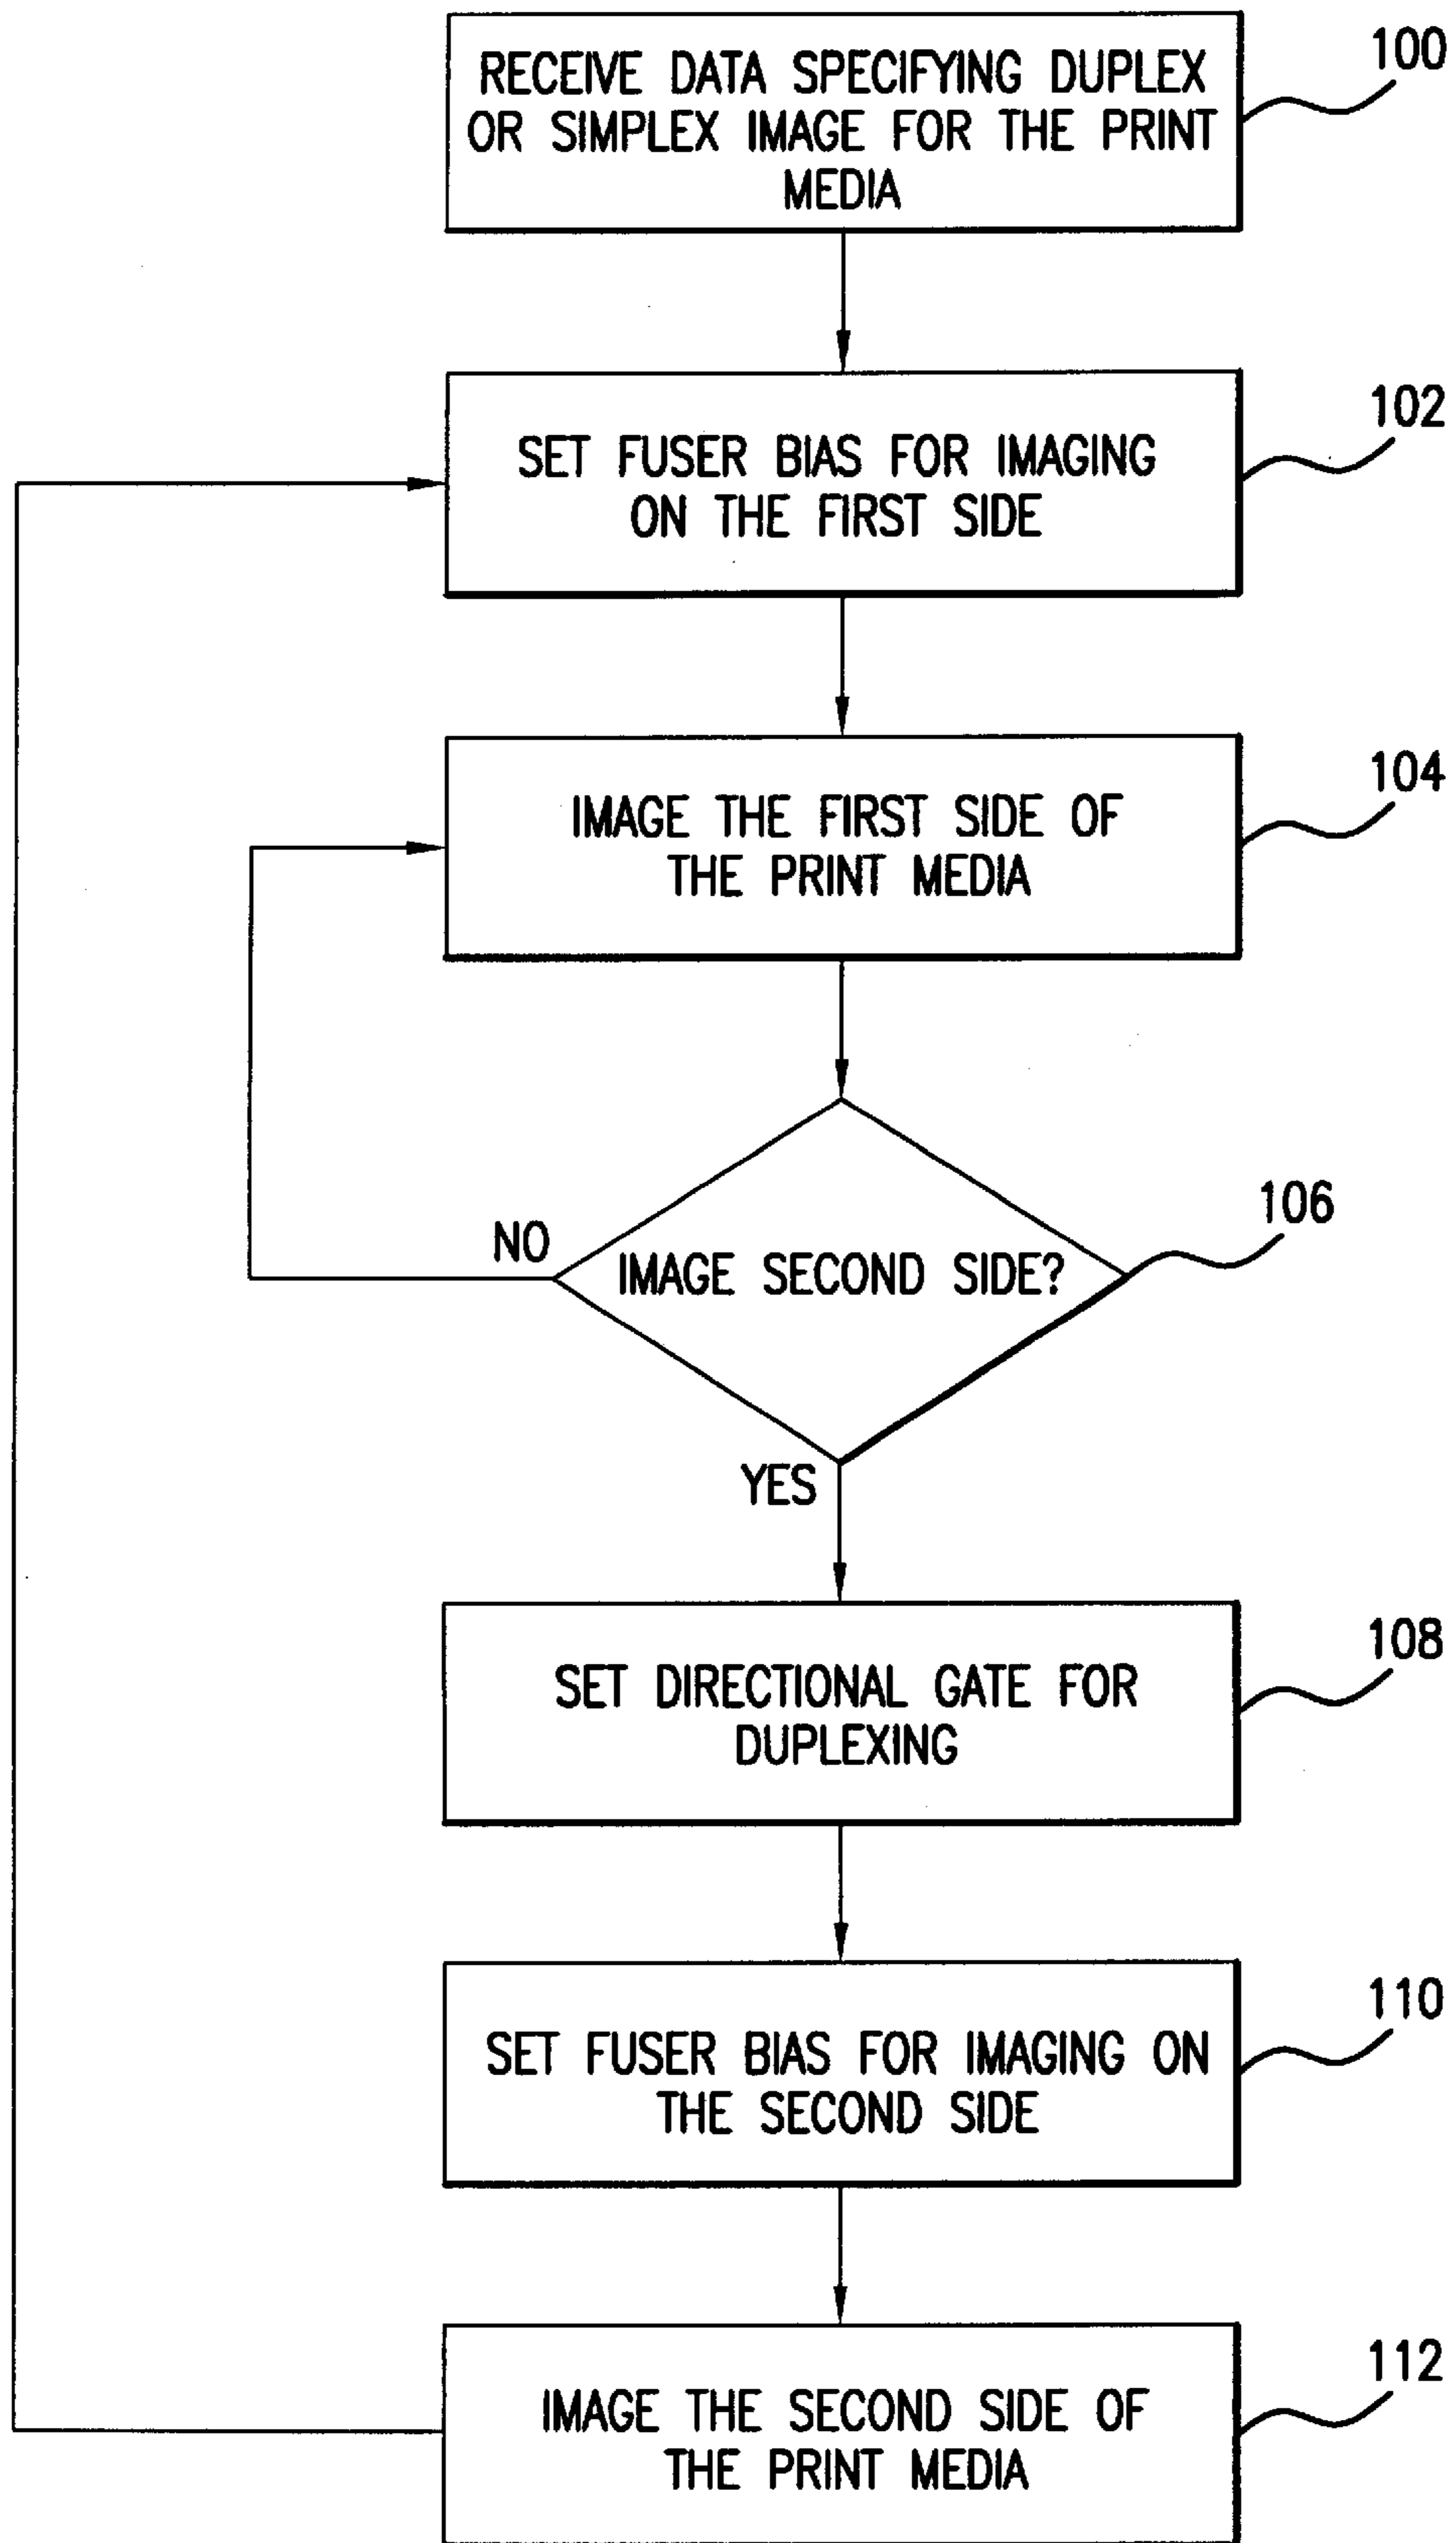 RECEIVE DATA SPECIFYING DUPLEX
OR SIMPLEX IMAGE FOR THE PRINT
MEDIA
100
SET FUSER BIAS FOR IMAGING
ON THE FIRST SIDE
102
IMAGE THE FIRST SIDE OF
THE PRINT MEDIA
104
NO
IMAGE SECOND SIDE?
106
YES
SET DIRECTIONAL GATE FOR
DUPLEXING
108
SET FUSER BIAS FOR IMAGING ON
THE SECOND SIDE
110
IMAGE THE SECOND SIDE OF
THE PRINT MEDIA
112